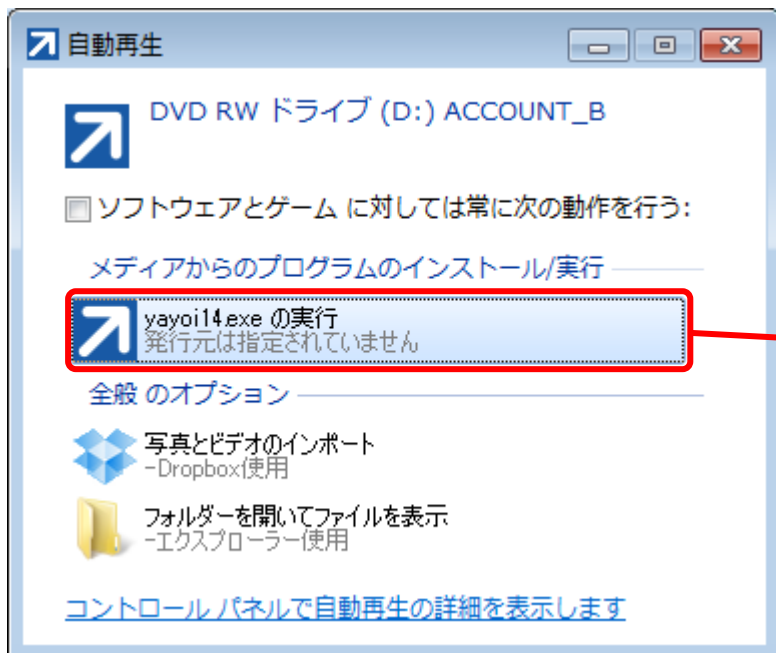 自動再生
DVD RW ドライブ (D:) ACCOUNT_B
ソフトウェアとゲーム に対しては常に次の動作を行う:
メディアからのプログラムのインストール/実行
yayoi14.exe の実行
発行元は指定されていません
全般 のオプション
写真とビデオのインポート
-Dropbox使用
フォルダーを開いてファイルを表示
-エクスプローラー使用
コントロール パネルで自動再生の詳細を表示します